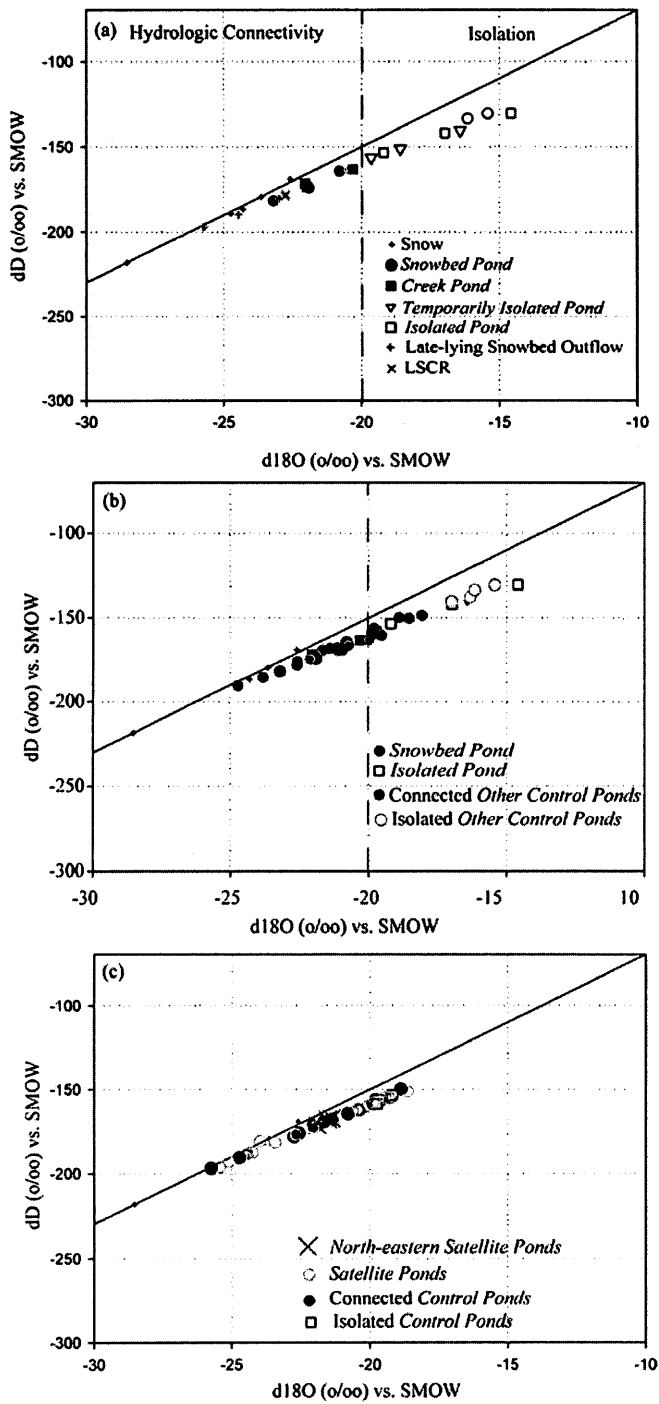 (a) Hydrologic Connectivity Isolation
-100
-150
-200
-250
-300
dD (o/oo) vs. SMOW
Snow
Snowbed Pond
Creek Pond
Temporarily Isolated Pond
Isolated Pond
Late-lying Snowbed Outflow
LSCR
-30 -25 -20 -15 -10
d18O (o/oo) vs. SMOW
(b)
-100
-150
-200
-250
-300
dD (o/oo) vs. SMOW
Snowbed Pond
Isolated Pond
Connected Other Control Ponds
Isolated Other Control Ponds
-30 -25 -20 -15 10
d18O (o/oo) vs. SMOW
(c)
-100
-150
-200
-250
-300
dD (o/oo) vs. SMOW
North-eastern Satellite Ponds
Satellite Ponds
Connected Control Ponds
Isolated Control Ponds
-30 -25 -20 -15 -10
d18O (o/oo) vs. SMOW